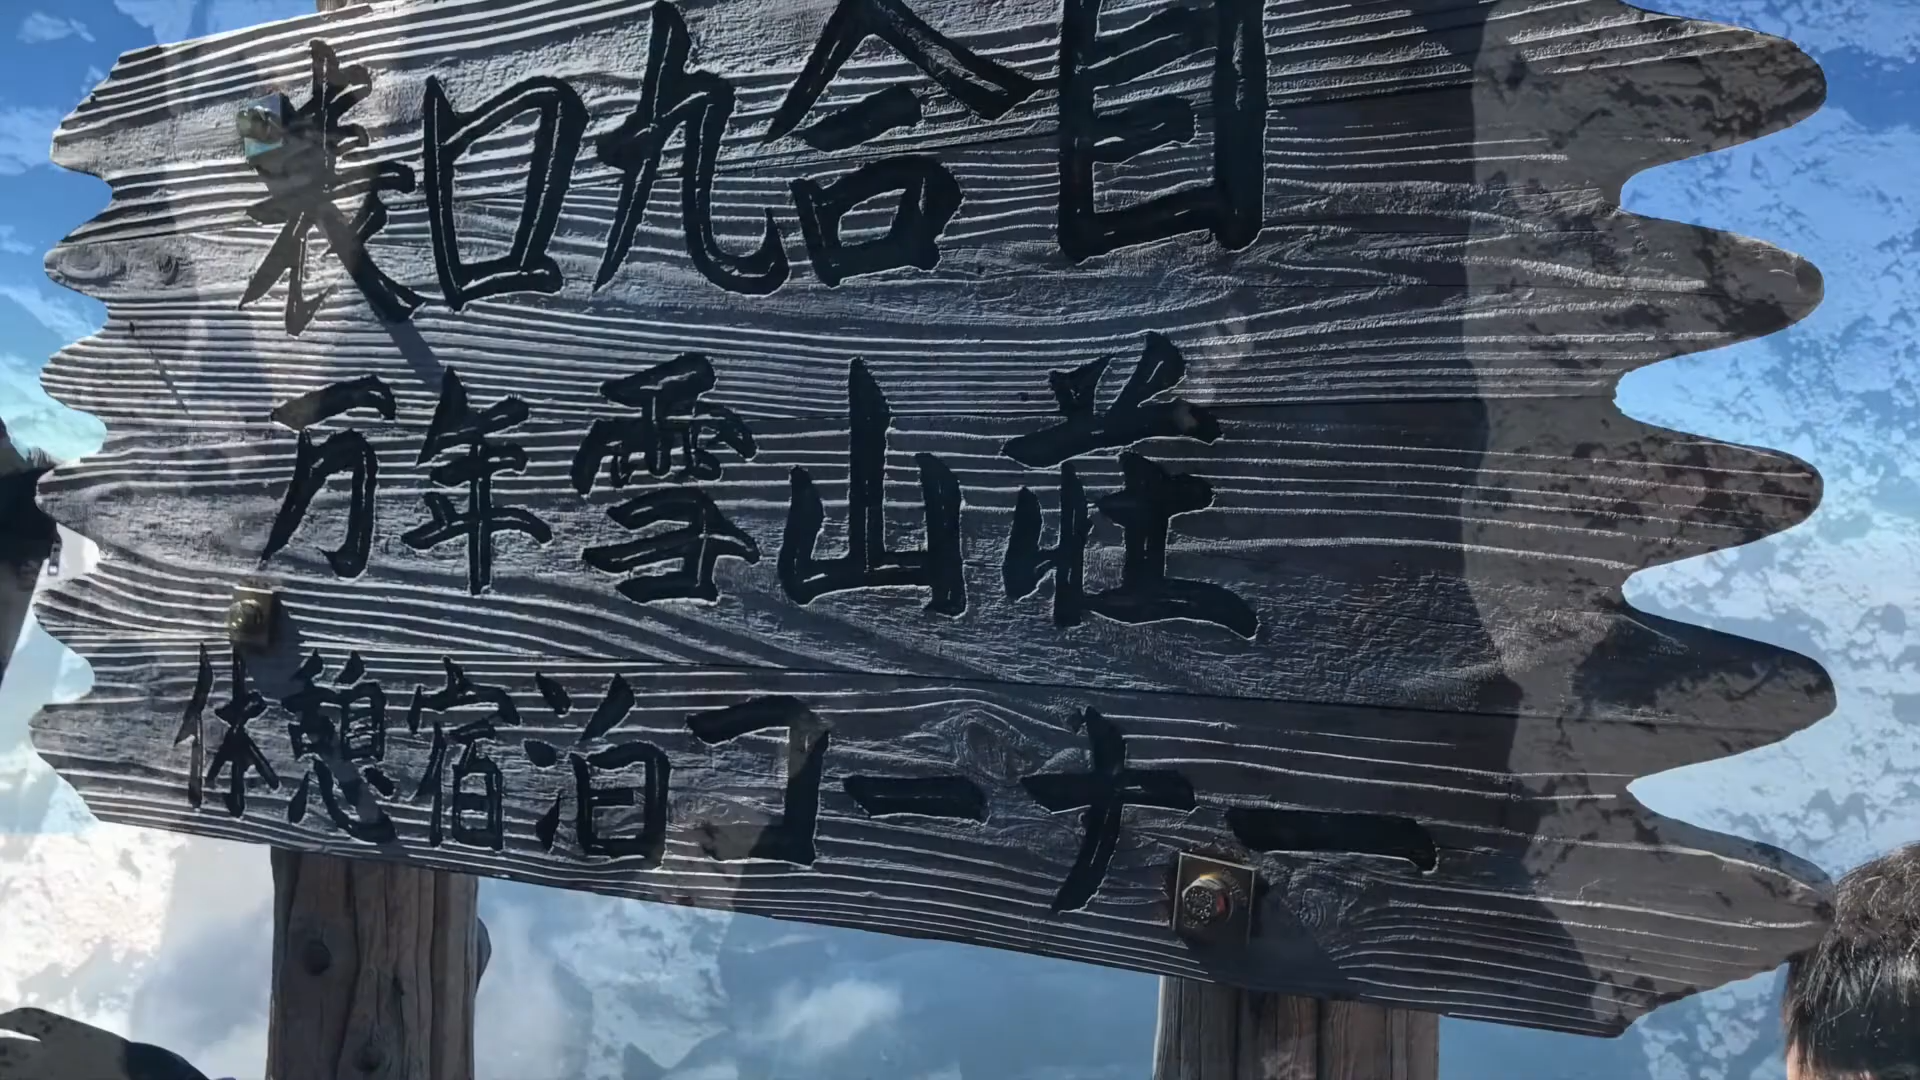 表口九合目
万年雪山荘
休憩宿泊コーナー